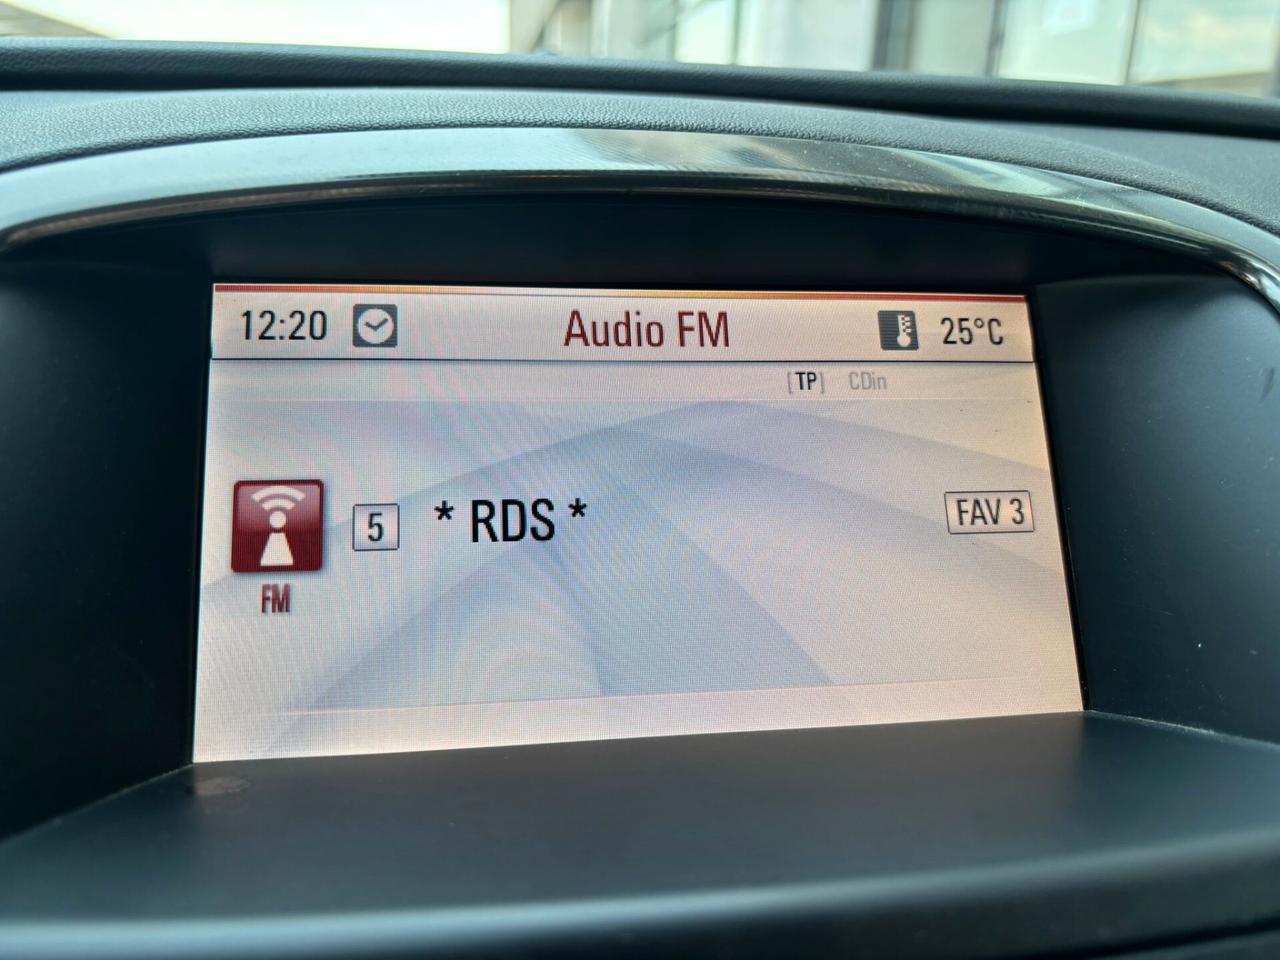 12:20 Audio FM 25°C
[TP] CDin
5 * RDS * FAV 3
FM